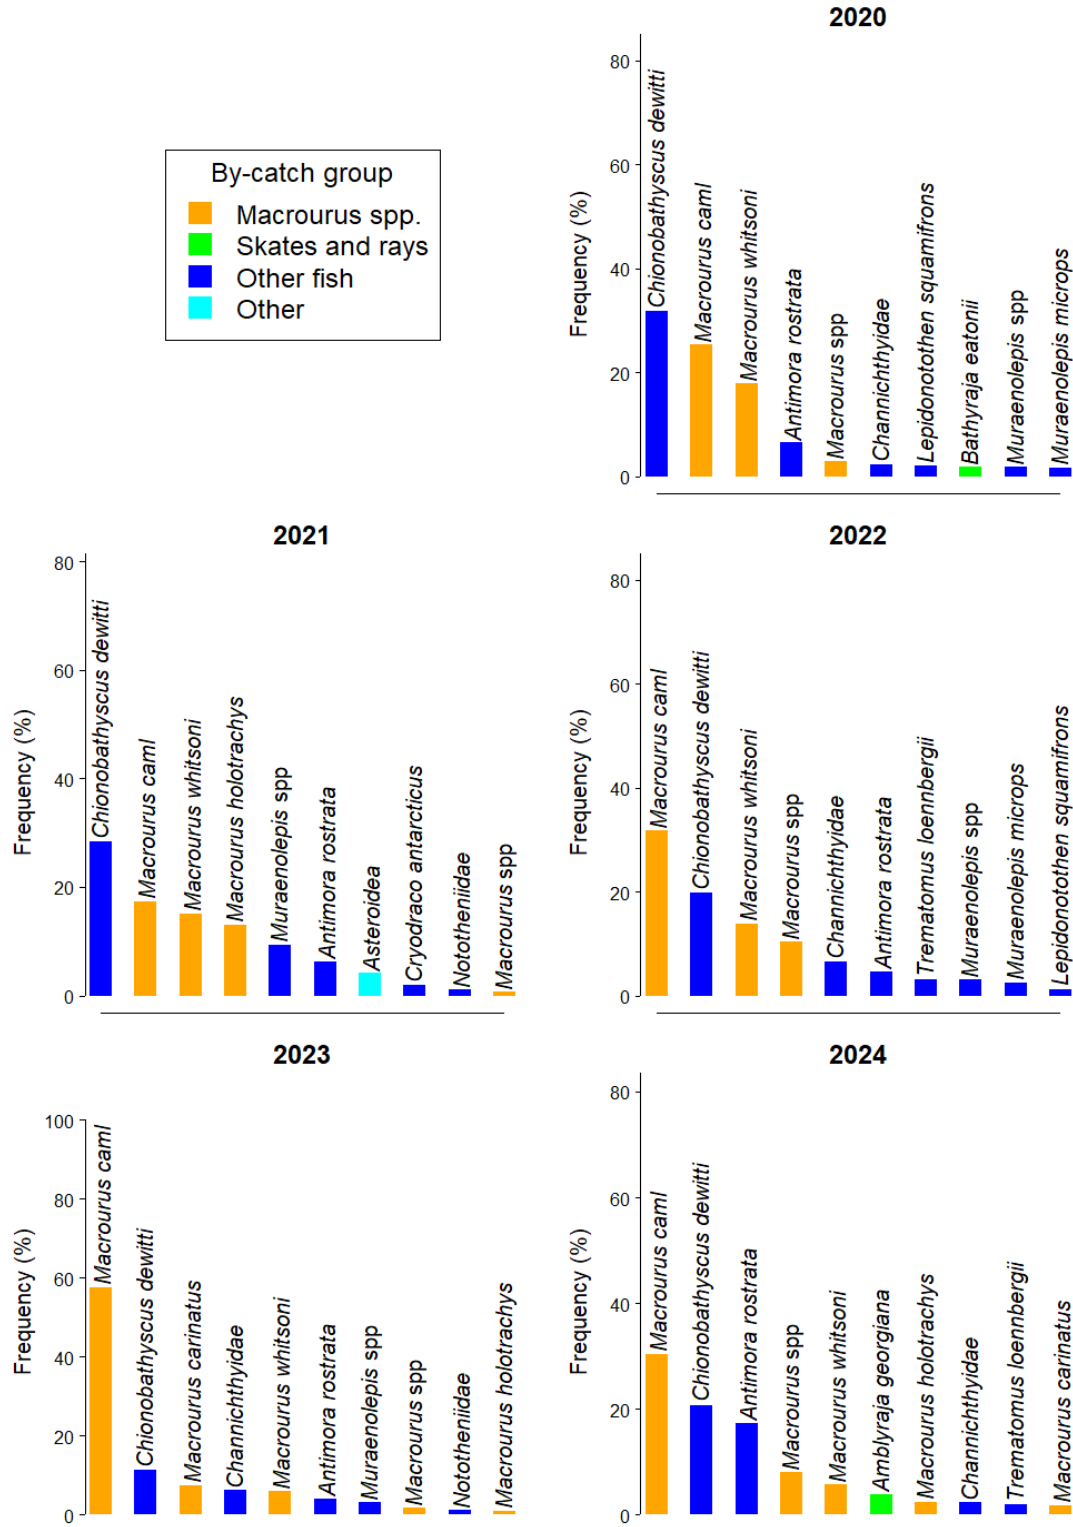 2020
By-catch group
Macrourus spp.
Skates and rays
Other fish
Other
Frequency (%)
80
60
40
20
0
Chionobathyscus dewitti
Macrourus caml
Macrourus whitsoni
Antimora rostrata
Macrourus spp
Channichthyidae
Lepidonotothen squamifrons
Bathyraja eatonii
Muraenolepis spp
Muraenolepis microps
2021
Frequency (%)
80
60
40
20
0
Chionobathyscus dewitti
Macrourus caml
Macrourus whitsoni
Macrourus holotrachys
Muraenolepis spp
Antimora rostrata
Asteroidea
Cryodraco antarcticus
Nototheniidae
Macrourus spp
2022
Frequency (%)
80
60
40
20
0
Macrourus caml
Chionobathyscus dewitti
Macrourus whitsoni
Macrourus spp
Channichthyidae
Antimora rostrata
Trematomus loennbergii
Muraenolepis spp
Muraenolepis microps
Lepidonotothen squamifrons
2023
Frequency (%)
100
80
60
40
20
0
Macrourus caml
Chionobathyscus dewitti
Macrourus carinatus
Channichthyidae
Macrourus whitsoni
Antimora rostrata
Muraenolepis spp
Macrourus spp
Nototheniidae
Macrourus holotrachys
2024
Frequency (%)
80
60
40
20
0
Macrourus caml
Chionobathyscus dewitti
Antimora rostrata
Macrourus spp
Macrourus whitsoni
Amblyraja georgiana
Macrourus holotrachys
Channichthyidae
Trematomus loennbergii
Macrourus carinatus